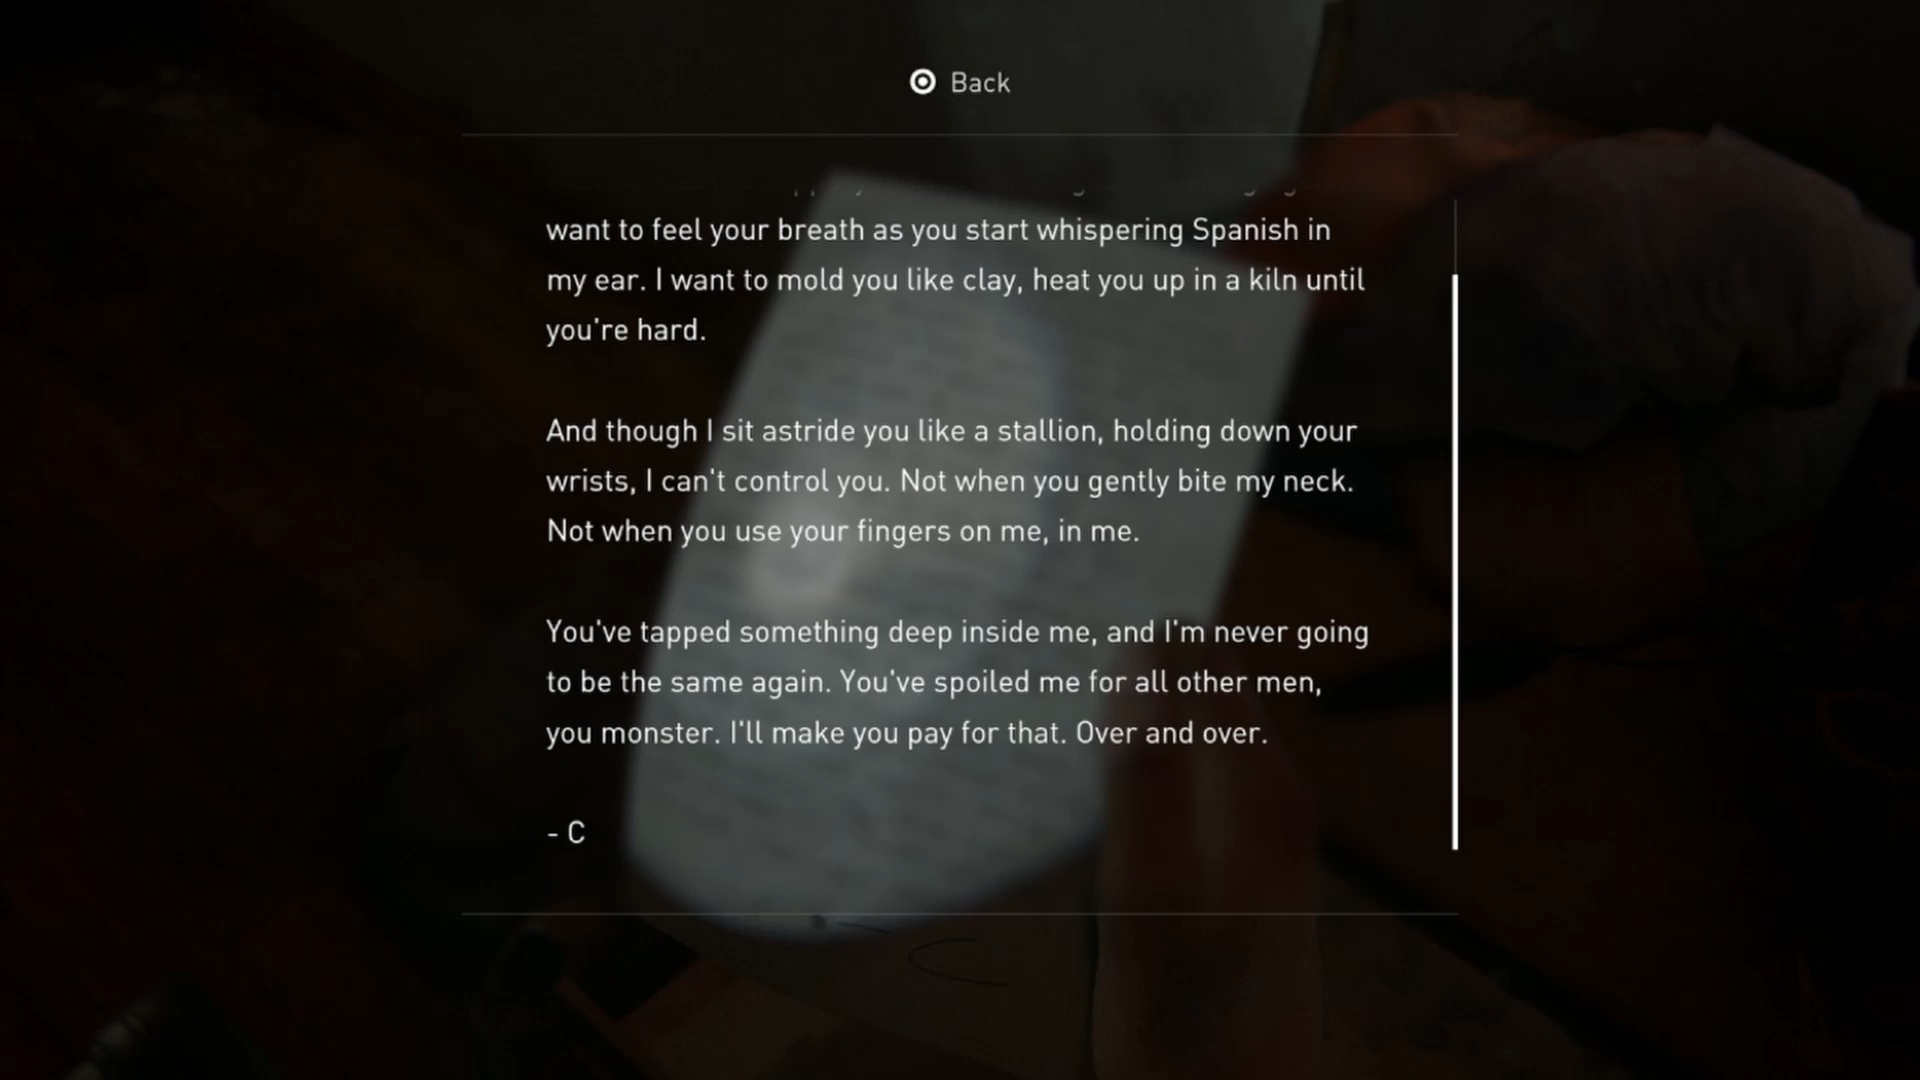 Back
want to feel your breath as you start whispering Spanish in
my ear. I want to mold you like clay, heat you up in a kiln until
you're hard.
And though I sit astride you like a stallion, holding down your
wrists, I can't control you. Not when you gently bite my neck.
Not when you use your fingers on me, in me.
You've tapped something deep inside me, and I'm never going
to be the same again. You've spoiled me for all other men,
you monster. I'll make you pay for that. Over and over.
- C